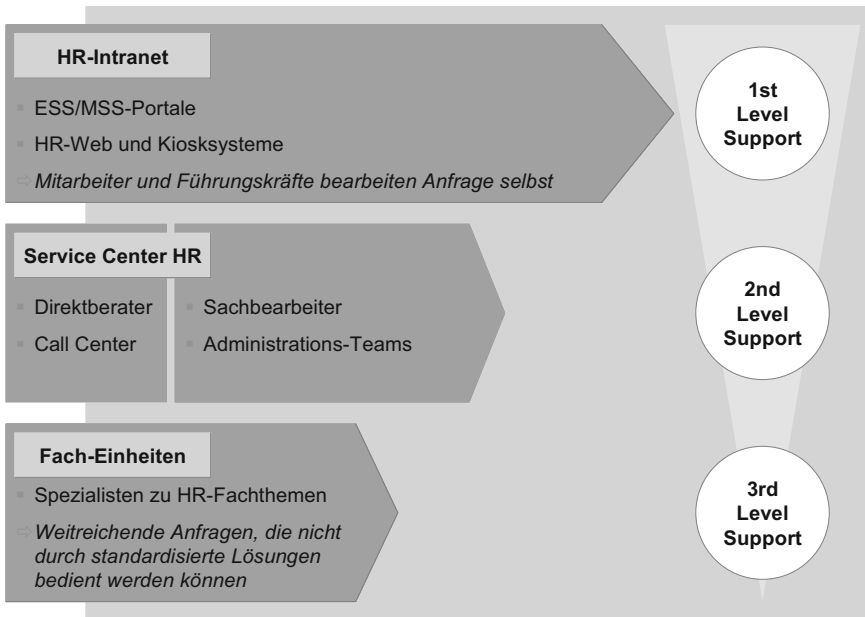 HR-Intranet
▪ ESS/MSS-Portale
▪ HR-Web und Kiosksysteme
⇨ Mitarbeiter und Führungskräfte bearbeiten Anfrage selbst
1st
Level
Support
Service Center HR
▪ Direktberater
▪ Call Center
▪ Sachbearbeiter
▪ Administrations-Teams
2nd
Level
Support
Fach-Einheiten
▪ Spezialisten zu HR-Fachthemen
⇨ Weitreichende Anfragen, die nicht
durch standardisierte Lösungen
bedient werden können
3rd
Level
Support